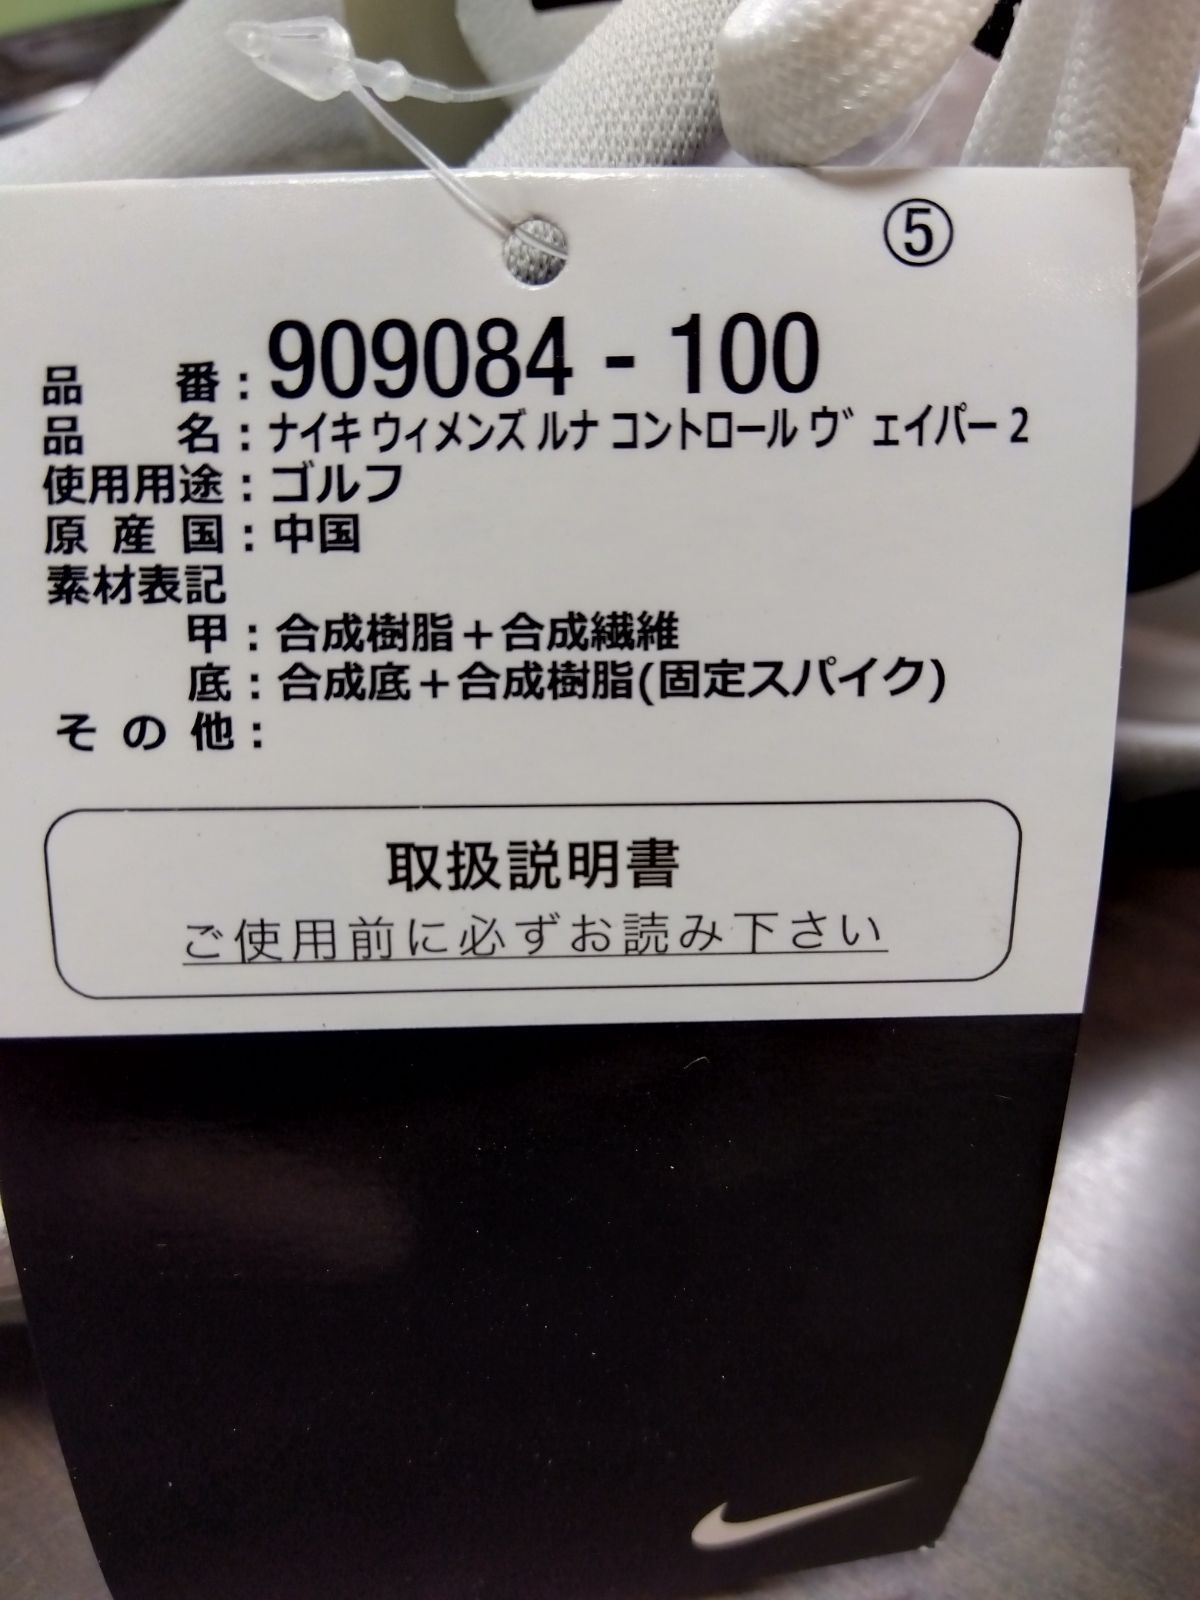 ⑤
品 番：909084 - 100
品 名：ナイキ ウィメンズ ルナ コントロール ヴ ェイパー 2
使用用途：ゴルフ
原 産 国：中国
素材表記
甲：合成樹脂＋合成繊維
底：合成底＋合成樹脂(固定スパイク)
そ の 他：
取扱説明書
ご使用前に必ずお読み下さい